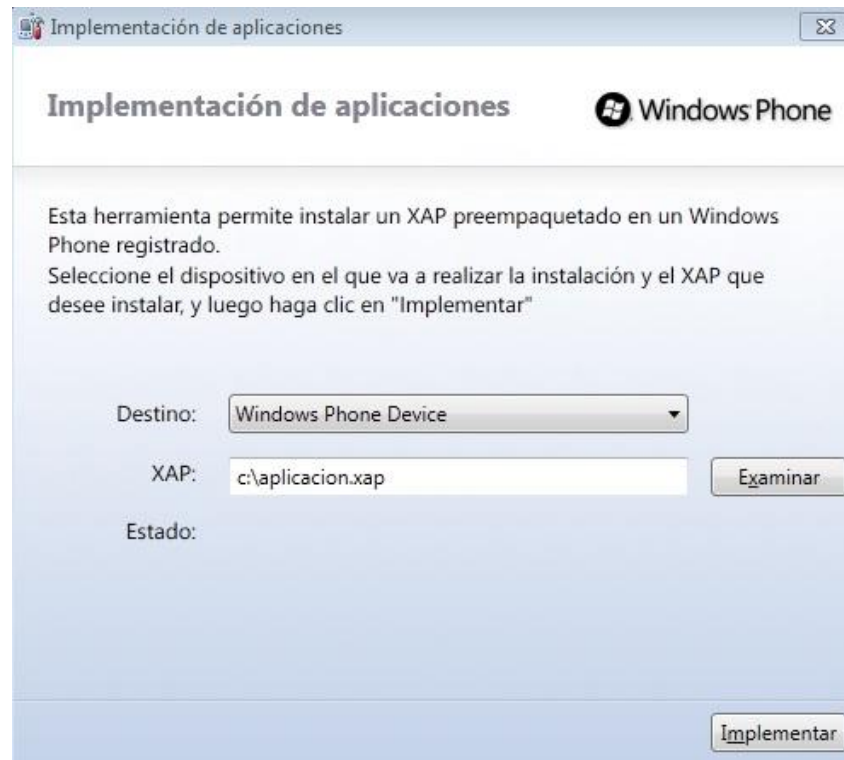 Implementación de aplicaciones
Implementación de aplicaciones
Windows Phone
Esta herramienta permite instalar un XAP preempaquetado en un Windows
Phone registrado.
Seleccione el dispositivo en el que va a realizar la instalación y el XAP que
desee instalar, y luego haga clic en "Implementar"
Destino:
Windows Phone Device
XAP:
c:\aplicacion.xap
Examinar
Estado:
Implementar